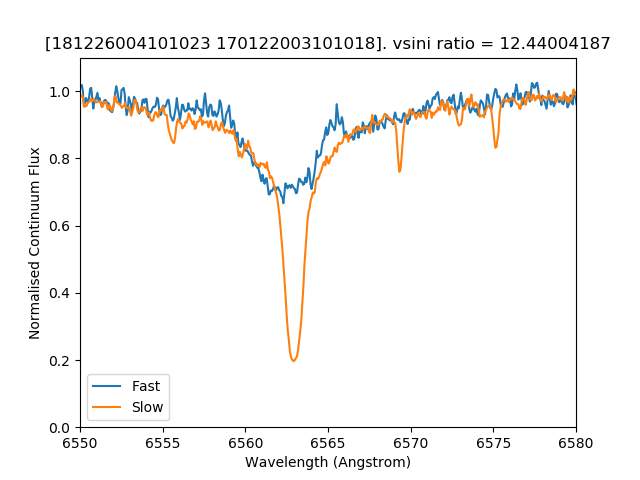 [181226004101023 170122003101018]. vsini ratio = 12.44004187
Normalised Continuum Flux
1.0
0.8
0.6
0.4
0.2
0.0
Fast
Slow
6550 6555 6560 6565 6570 6575 6580
Wavelength (Angstrom)